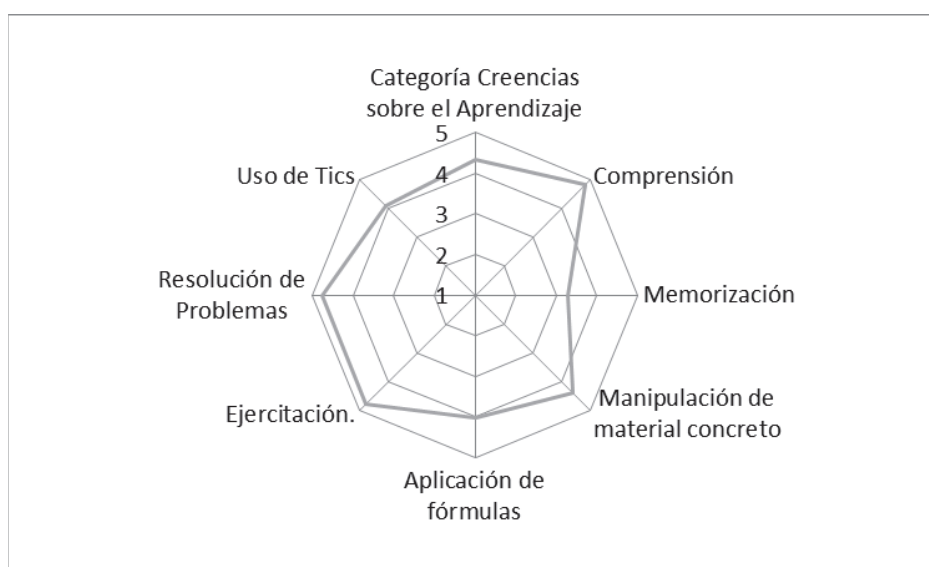 Categoría Creencias
sobre el Aprendizaje
5
Uso de Tics
4
Comprensión
3
2
Resolución de
Problemas
1
Memorización
Manipulación de
material concreto
Ejercitación.
Aplicación de
fórmulas